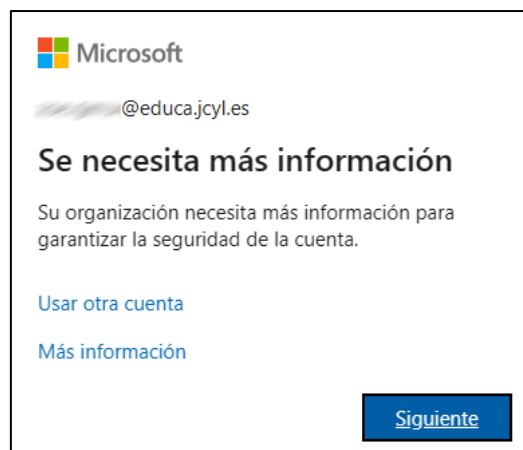 Microsoft
@educa.jcyl.es
Se necesita más información
Su organización necesita más información para
garantizar la seguridad de la cuenta.
Usar otra cuenta
Más información
Siguiente